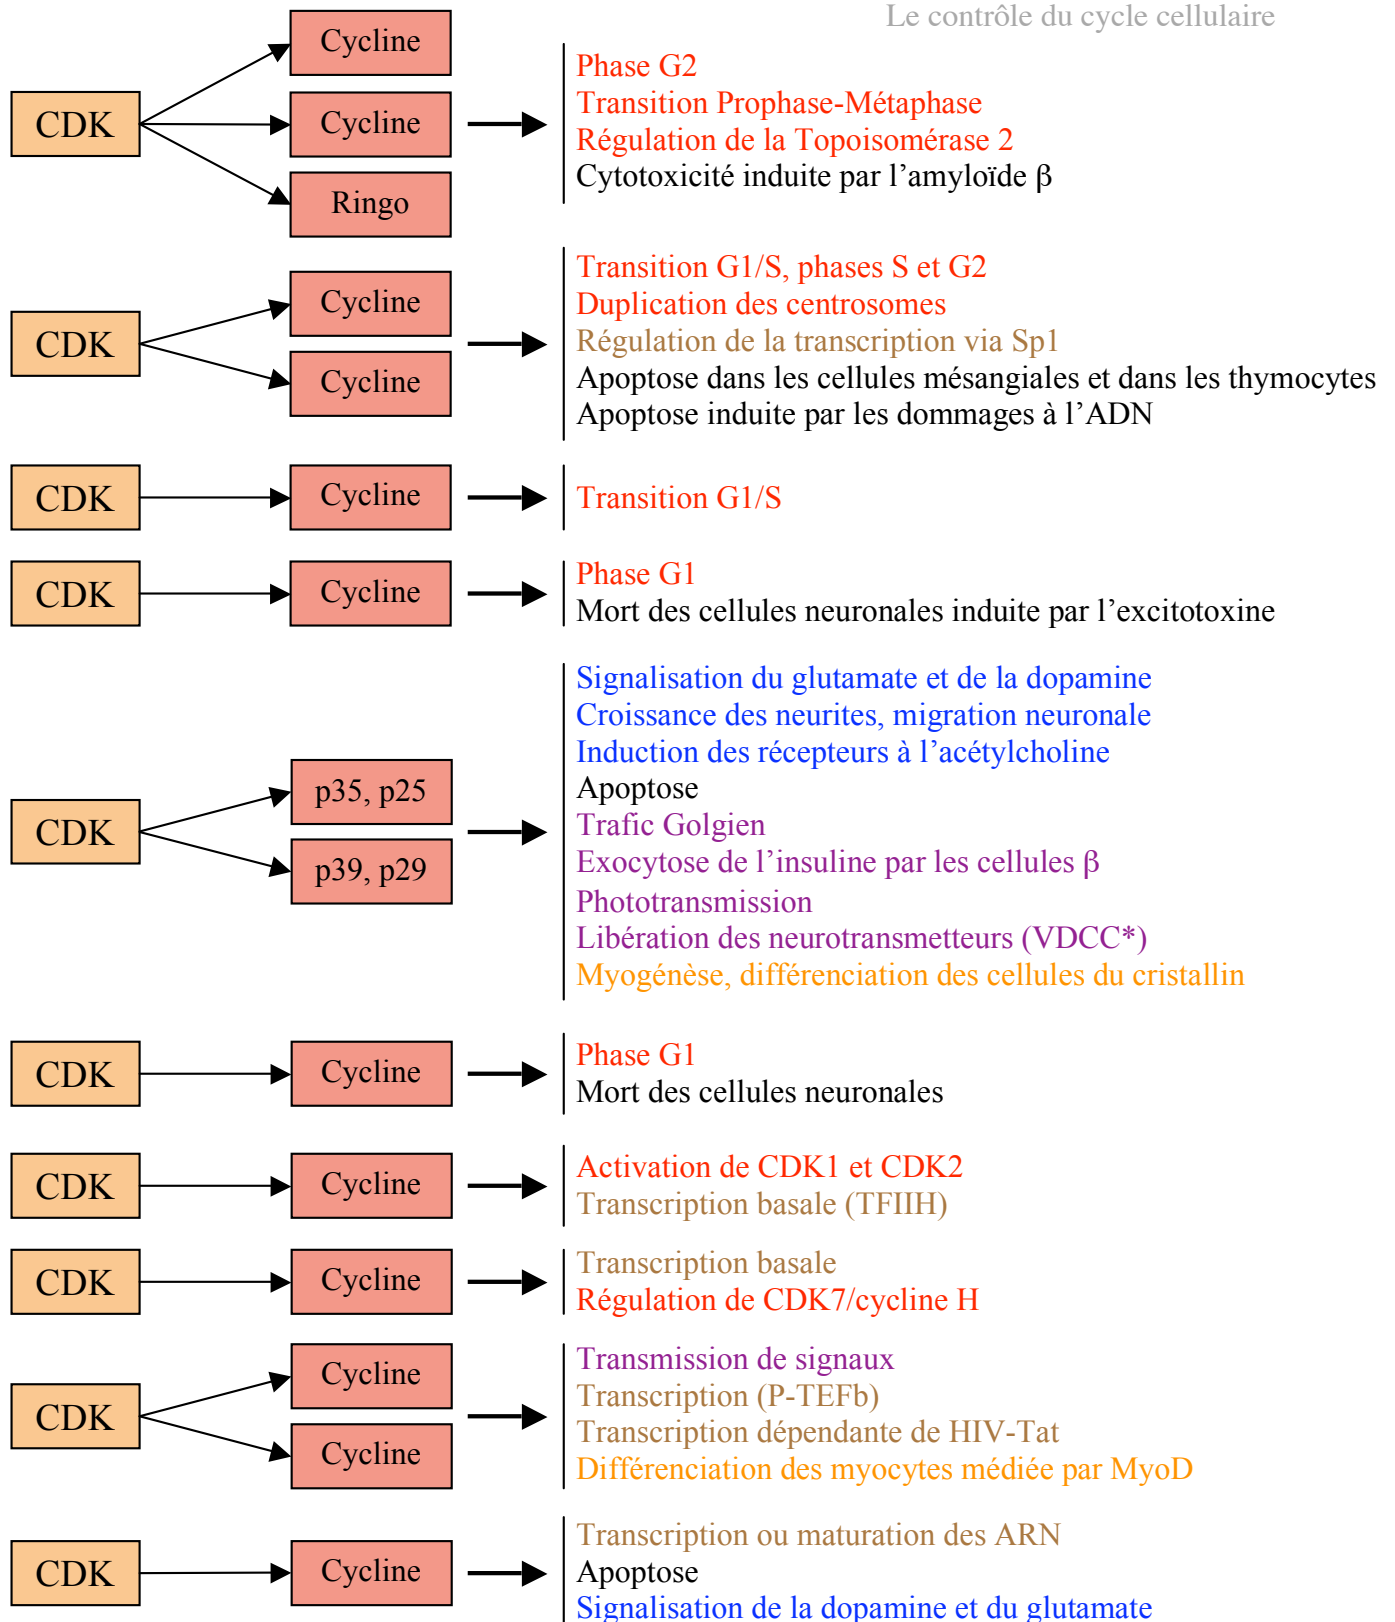 Le contrôle du cycle cellulaire
CDK
Cycline
Cycline
Ringo
Phase G2
Transition Prophase-Métaphase
Régulation de la Topoisomérase 2
Cytotoxicité induite par l’amyloïde β
CDK
Cycline
Cycline
Transition G1/S, phases S et G2
Duplication des centrosomes
Régulation de la transcription via Sp1
Apoptose dans les cellules mésangiales et dans les thymocytes
Apoptose induite par les dommages à l’ADN
CDK
Cycline
Transition G1/S
CDK
Cycline
Phase G1
Mort des cellules neuronales induite par l’excitotoxine
CDK
p35, p25
p39, p29
Signalisation du glutamate et de la dopamine
Croissance des neurites, migration neuronale
Induction des récepteurs à l’acétylcholine
Apoptose
Trafic Golgien
Exocytose de l’insuline par les cellules β
Phototransmission
Libération des neurotransmetteurs (VDCC*)
Myogénèse, différenciation des cellules du cristallin
CDK
Cycline
Phase G1
Mort des cellules neuronales
CDK
Cycline
Activation de CDK1 et CDK2
Transcription basale (TFIIH)
CDK
Cycline
Transcription basale
Régulation de CDK7/cycline H
CDK
Cycline
Cycline
Transmission de signaux
Transcription (P-TEFb)
Transcription dépendante de HIV-Tat
Différenciation des myocytes médiée par MyoD
CDK
Cycline
Transcription ou maturation des ARN
Apoptose
Signalisation de la dopamine et du glutamate